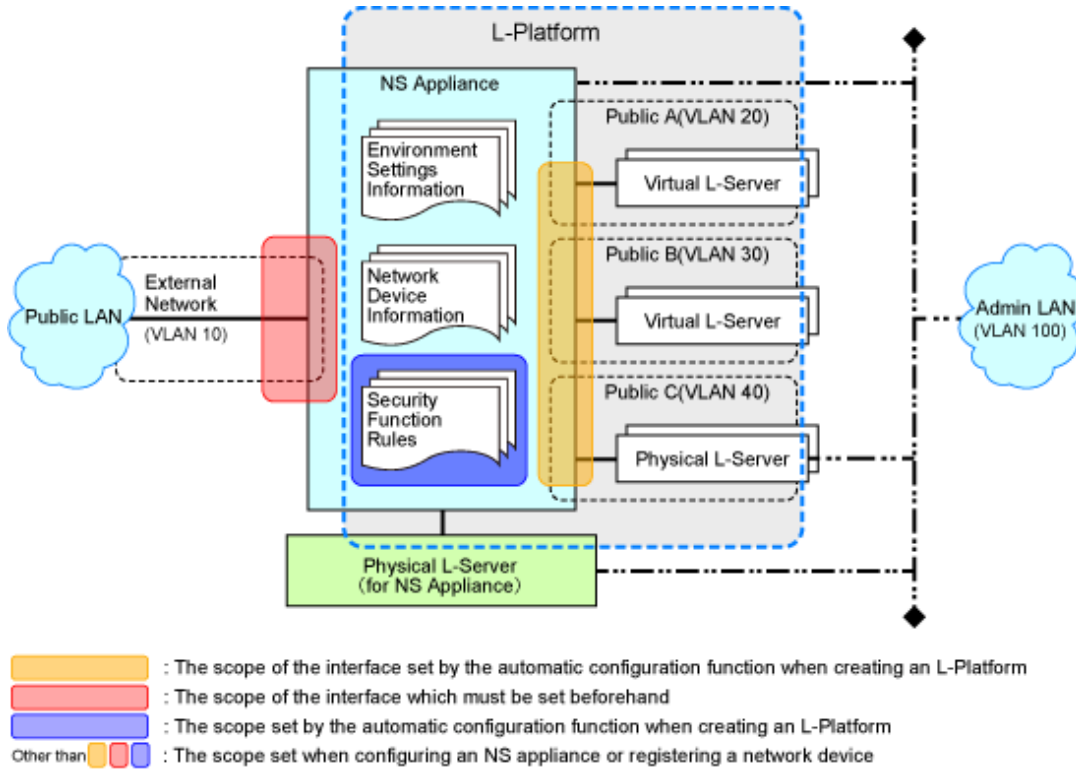 L-Platform
NS Appliance
Environment
Settings
Information
Network
Device
Information
Security
Function
Rules
Public A(VLAN 20)
Virtual L-Server
Public B(VLAN 30)
Virtual L-Server
Public C(VLAN 40)
Physical L-Server
Public LAN
External
Network
(VLAN 10)
Admin LAN
(VLAN 100)
Physical L-Server
(for NS Appliance)
: The scope of the interface set by the automatic configuration function when creating an L-Platform
: The scope of the interface which must be set beforehand
: The scope set by the automatic configuration function when creating an L-Platform
Other than : The scope set when configuring an NS appliance or registering a network device